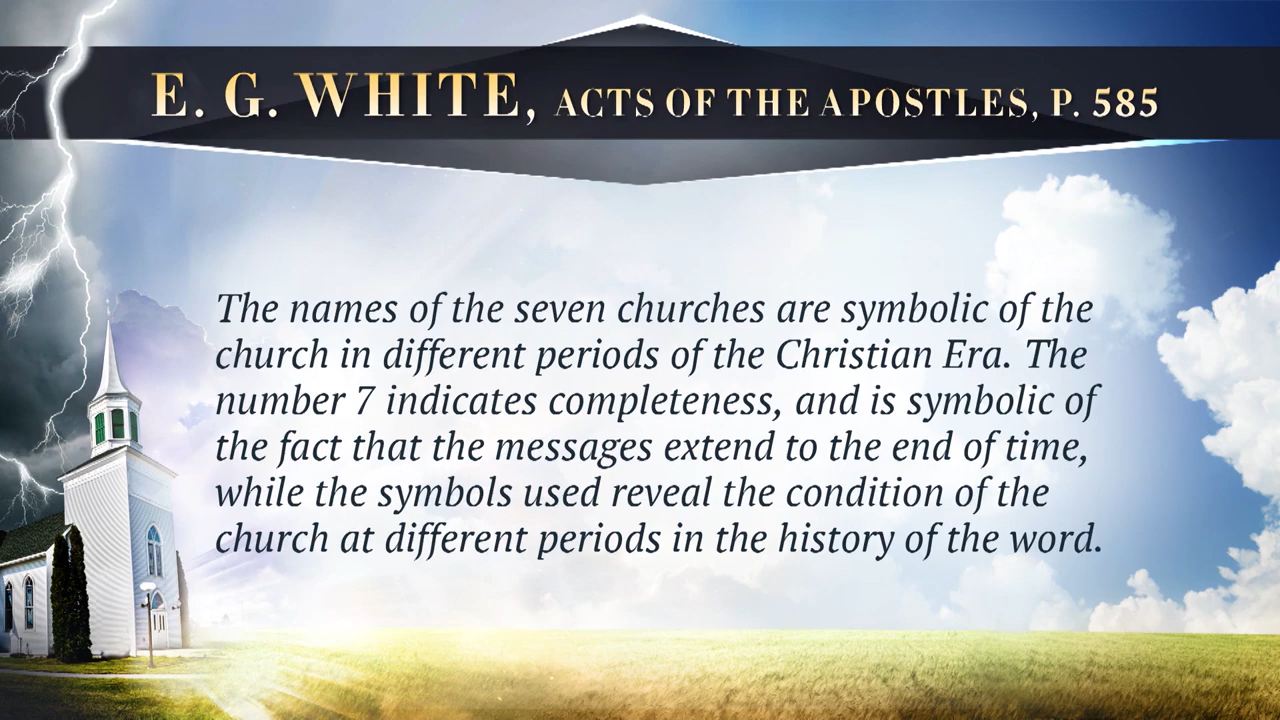 E. G. WHITE, ACTS OF THE APOSTLES, P. 585
The names of the seven churches are symbolic of the
church in different periods of the Christian Era. The
number 7 indicates completeness, and is symbolic of
the fact that the messages extend to the end of time,
while the symbols used reveal the condition of the
church at different periods in the history of the word.